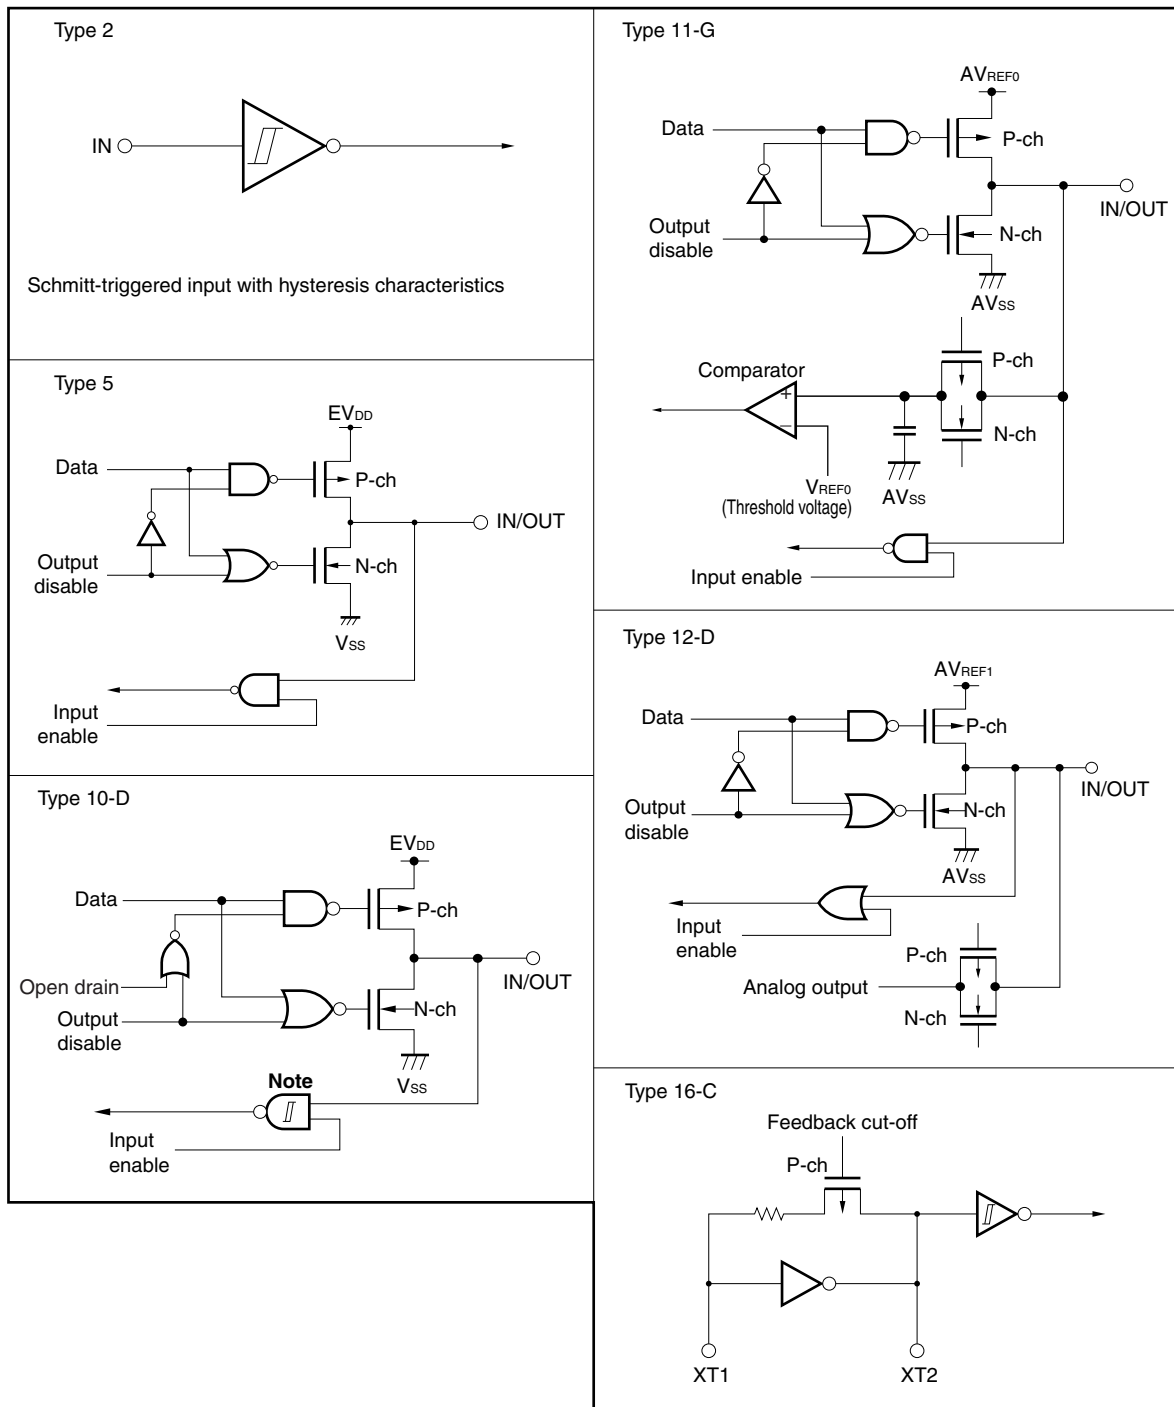 Type 2
IN
Schmitt-triggered input with hysteresis characteristics
Type 5
EVDD
Data
P-ch
IN/OUT
Output
disable
N-ch
VSS
Input
enable
Type 10-D
EVDD
Data
P-ch
Open drain
IN/OUT
Output
disable
N-ch
VSS
Note
Input
enable
Type 11-G
AVREF0
Data
P-ch
IN/OUT
Output
disable
N-ch
AVSS
P-ch
Comparator
+
−
N-ch
VREF0
(Threshold voltage)
AVSS
Input enable
Type 12-D
AVREF1
Data
P-ch
IN/OUT
Output
disable
N-ch
AVSS
Input
enable
P-ch
Analog output
N-ch
Type 16-C
Feedback cut-off
P-ch
XT1
XT2